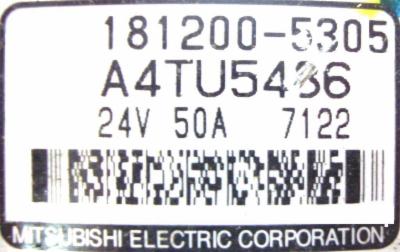 181200-5305
A4TU5486
24V 50A 7122
MITSUBISHI ELECTRIC CORPORATION